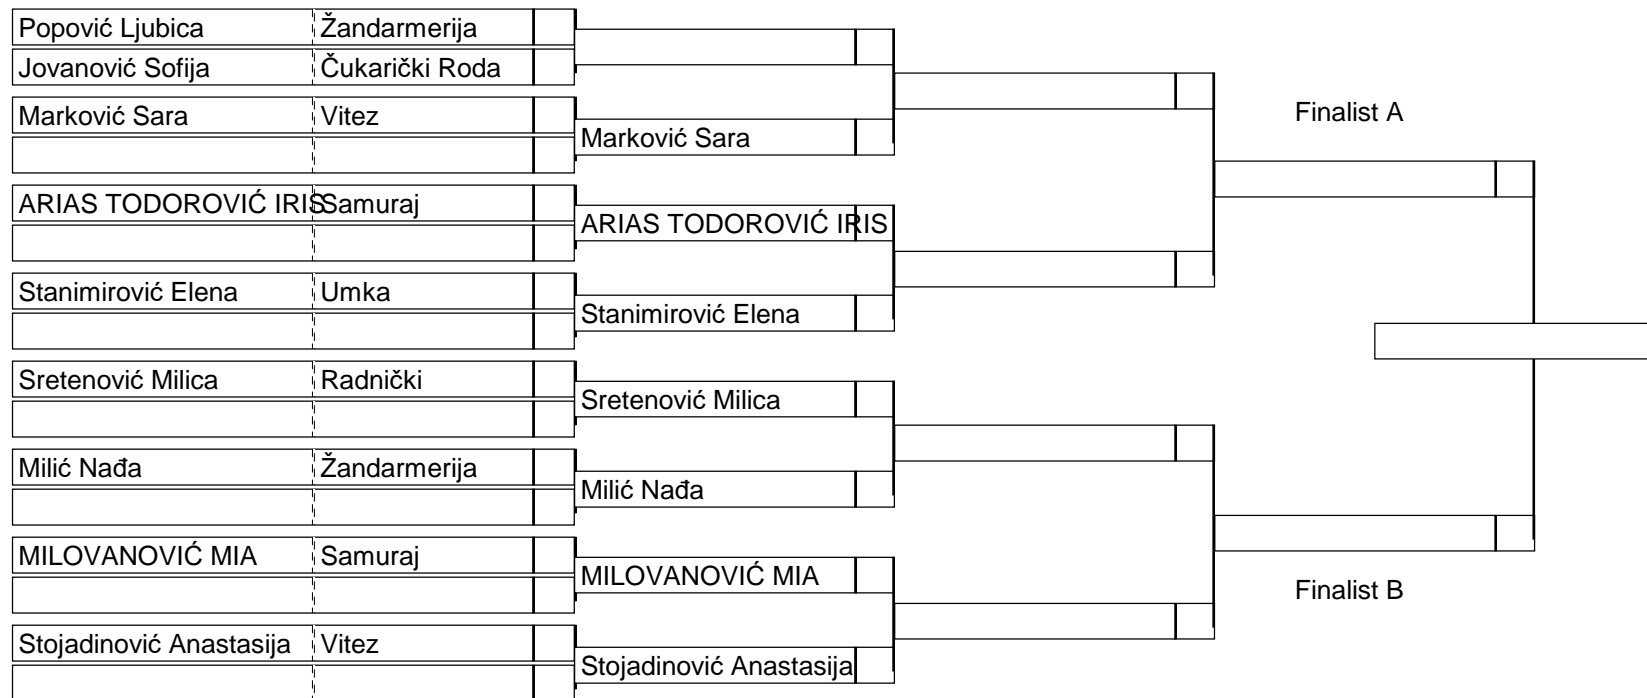 Popović Ljubica Žandarmerija
Jovanović Sofija Čukarički Roda
Marković Sara Vitez
Marković Sara
ARIAS TODOROVIĆ IRIS Samuraj
ARIAS TODOROVIĆ IRIS
Stanimirović Elena Umka
Stanimirović Elena
Sretenović Milica Radnički
Sretenović Milica
Milić Nađa Žandarmerija
Milić Nađa
MILOVANOVIĆ MIA Samuraj
MILOVANOVIĆ MIA
Stojadinović Anastasija Vitez
Stojadinović Anastasija
Finalist A
Finalist B